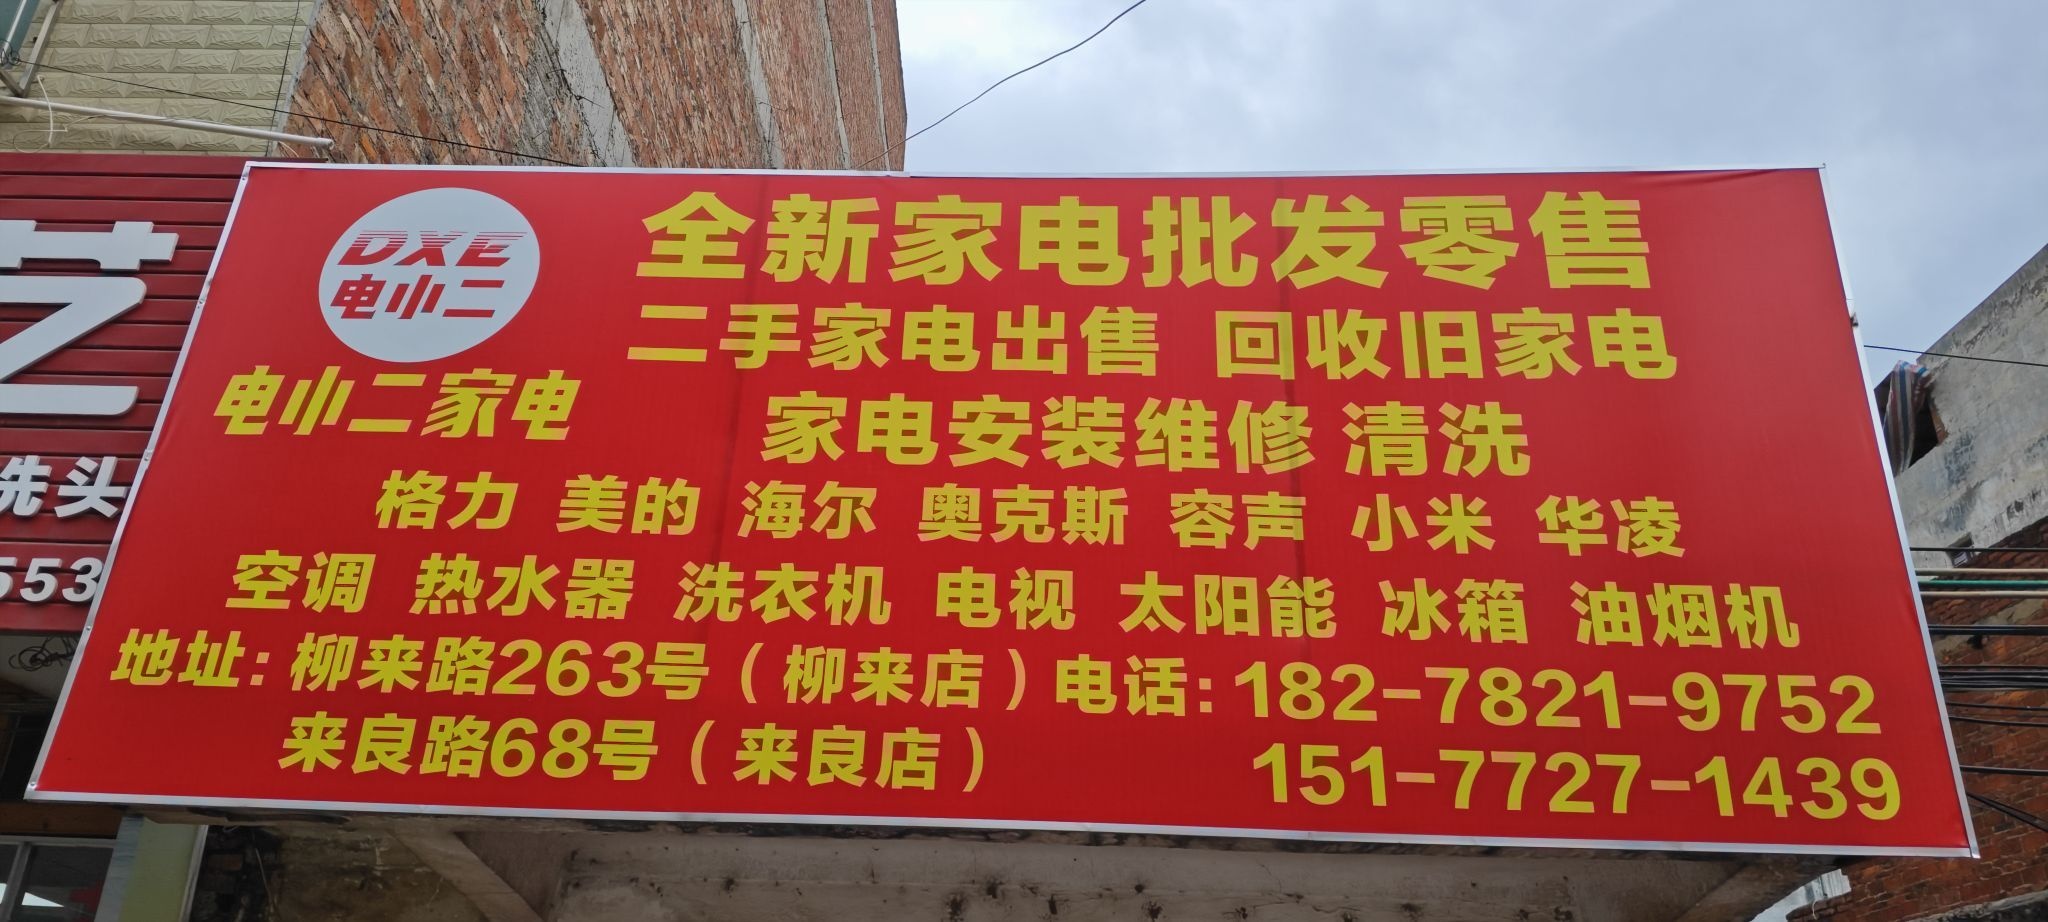 DXE
电小二
电小二家电
全新家电批发零售
二手家电出售 回收旧家电
家电安装维修 清洗
格力 美的 海尔 奥克斯 容声 小米 华凌
空调 热水器 洗衣机 电视 太阳能 冰箱 油烟机
地址:柳来路263号（柳来店）电话:182-7821-9752
来良路68号（来良店） 151-7727-1439
艺
洗头
553